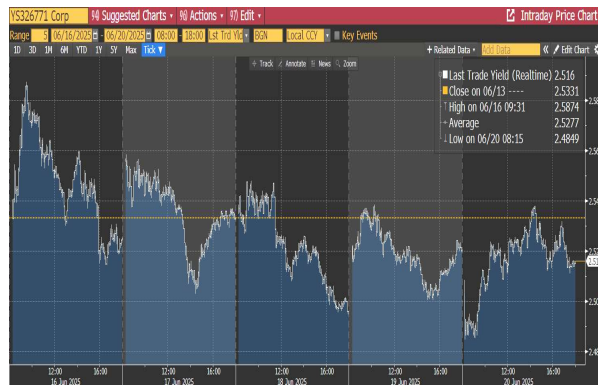 YS326771 Corp 94) Suggested Charts 96) Actions 97) Edit Intraday Price Chart
Range 5 06/16/2025 - 06/20/2025 08:00 - 18:00 Lst Trd Yld BGN Local CCY Key Events
1D 3D 1M 6M YTD 1Y 5Y Max Tick ▼ + Related Data Add Data « Edit Chart
+ Track Annotate News Zoom
Last Trade Yield (Realtime) 2.516
Close on 06/13 ---- 2.5331
High on 06/16 09:31 2.5874
Average 2.5277
Low on 06/20 08:15 2.4849
12:00 16:00 12:00 16:00 12:00 16:00 12:00 16:00 12:00 16:00
16 Jun 2025 17 Jun 2025 18 Jun 2025 19 Jun 2025 20 Jun 2025